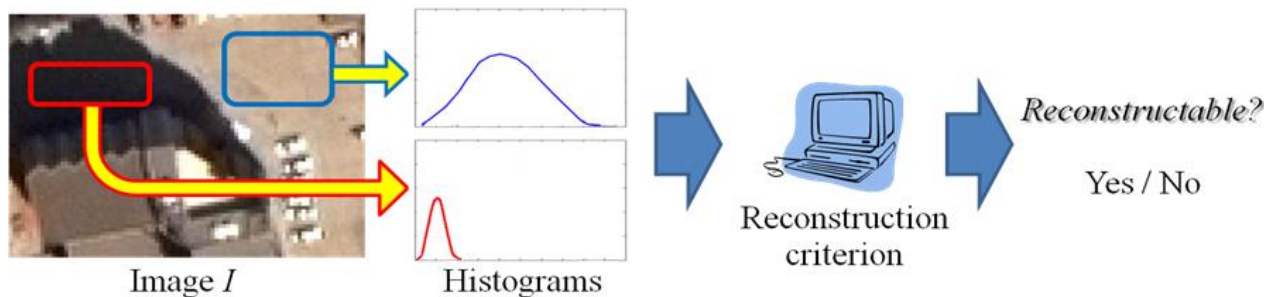 Image I
Histograms
Reconstruction
criterion
Reconstructable?
Yes / No